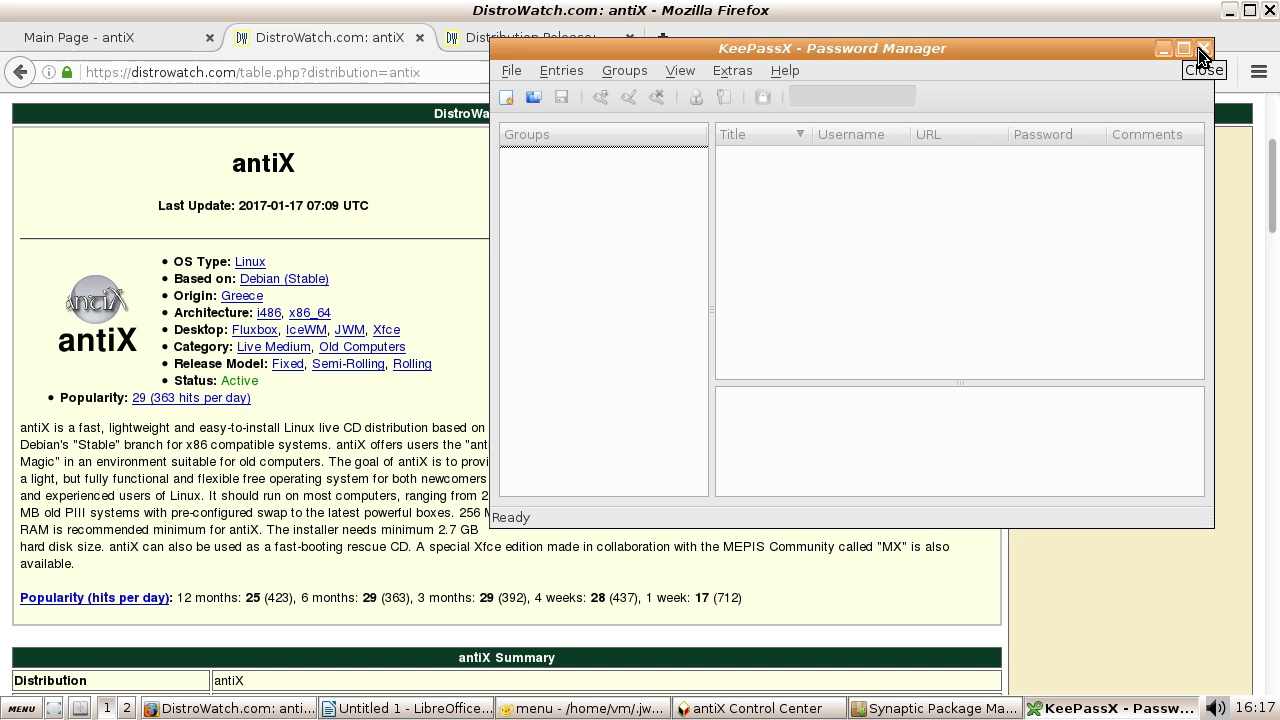 DistroWatch.com: antiX - Mozilla Firefox
Main Page - antiX
DistroWatch.com: antiX
Distribution Release:
KeePassX - Password Manager
Close
https://distrowatch.com/table.php?distribution=antix
File Entries Groups View Extras Help
Groups
Title Username URL Password Comments
Ready
DistroWa
antiX
Last Update: 2017-01-17 07:09 UTC
antiX
antiX
OS Type: Linux
Based on: Debian (Stable)
Origin: Greece
Architecture: i486, x86_64
Desktop: Fluxbox, IceWM, JWM, Xfce
Category: Live Medium, Old Computers
Release Model: Fixed, Semi-Rolling, Rolling
Status: Active
Popularity: 29 (363 hits per day)
antiX is a fast, lightweight and easy-to-install Linux live CD distribution based on
Debian's "Stable" branch for x86 compatible systems. antiX offers users the "ant
Magic" in an environment suitable for old computers. The goal of antiX is to provi
a light, but fully functional and flexible free operating system for both newcomers
and experienced users of Linux. It should run on most computers, ranging from 2
MB old PIII systems with pre-configured swap to the latest powerful boxes. 256 M
RAM is recommended minimum for antiX. The installer needs minimum 2.7 GB
hard disk size. antiX can also be used as a fast-booting rescue CD. A special Xfce edition made in collaboration with the MEPIS Community called "MX" is also
available.
Popularity (hits per day): 12 months: 25 (423), 6 months: 29 (363), 3 months: 29 (392), 4 weeks: 28 (437), 1 week: 17 (712)
antiX Summary
Distribution antiX
MENU 1 2 DistroWatch.com: anti... Untitled 1 - LibreOffice... menu - /home/vm/.jw... antiX Control Center Synaptic Package Ma... KeePassX - Passw... 16:17